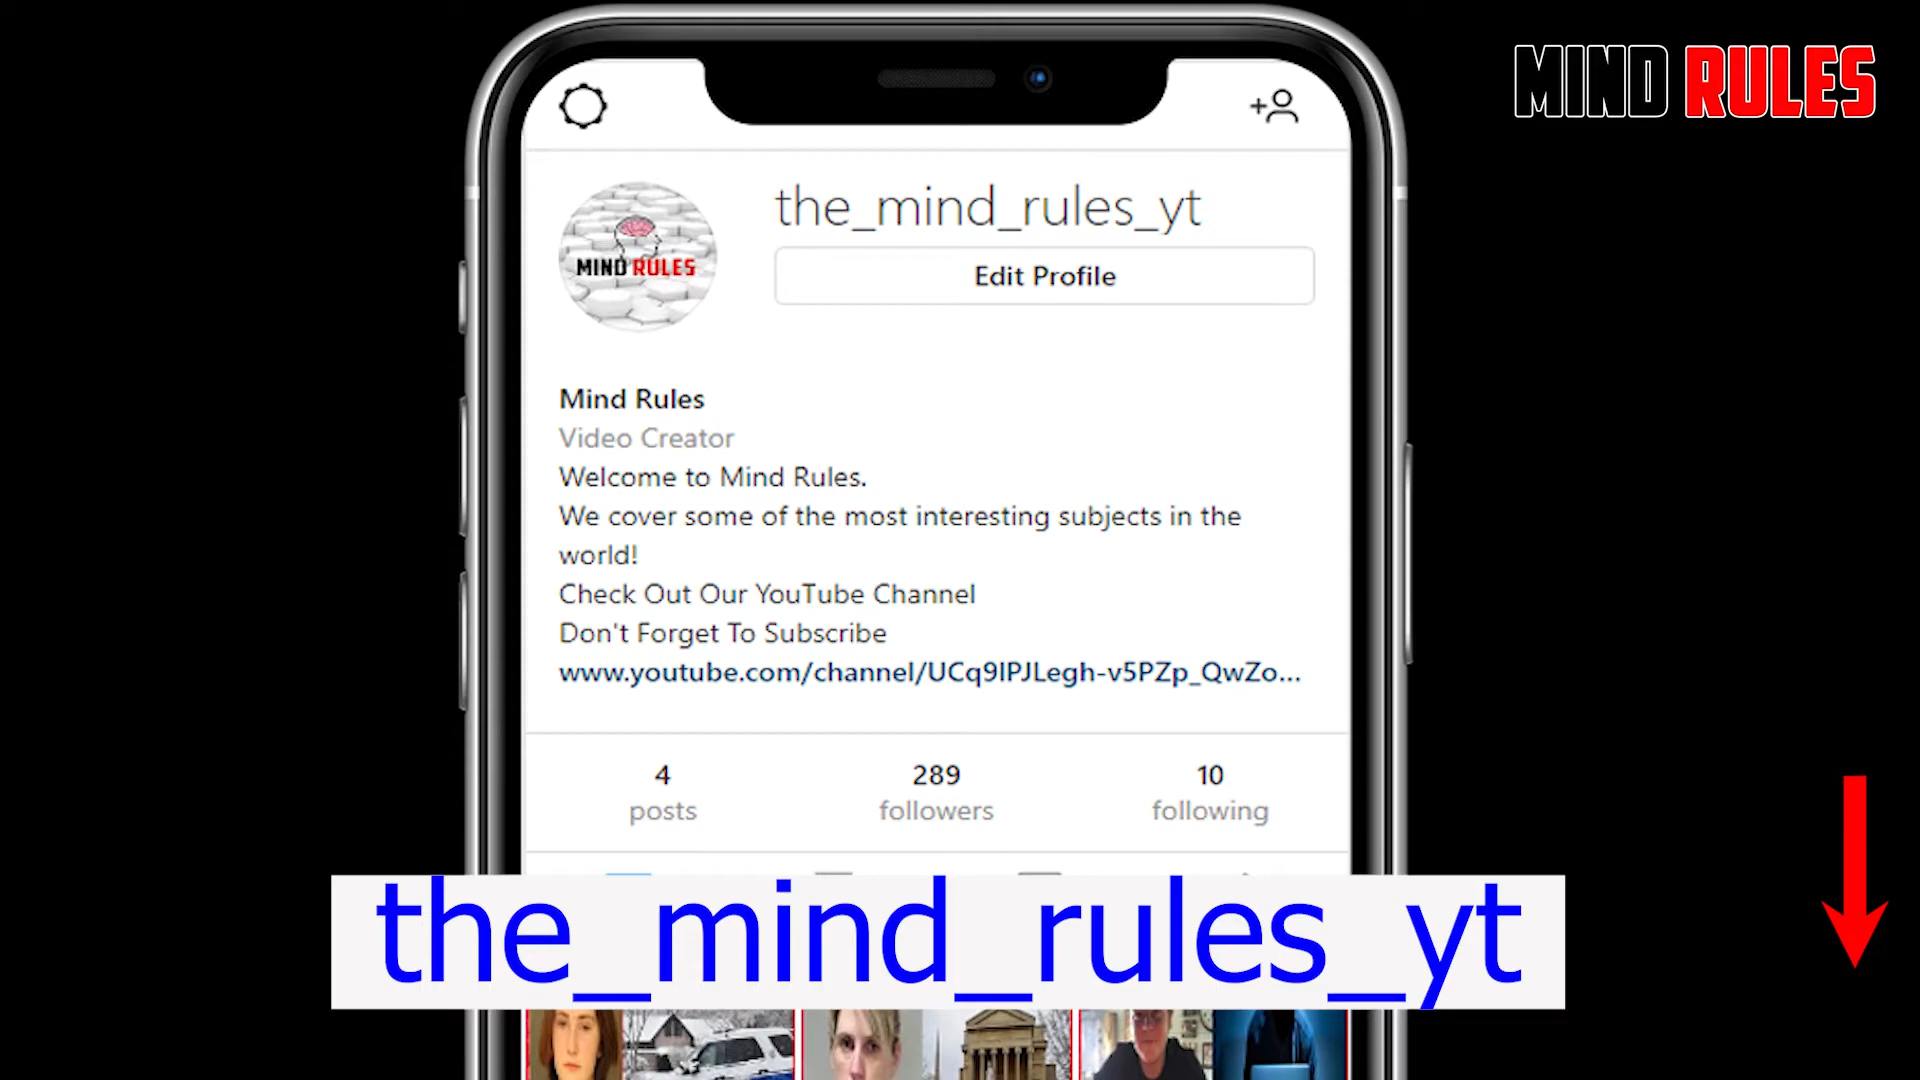 MIND RULES
the_mind_rules_yt
Edit Profile
MIND RULES
Mind Rules
Video Creator
Welcome to Mind Rules.
We cover some of the most interesting subjects in the
world!
Check Out Our YouTube Channel
Don't Forget To Subscribe
www.youtube.com/channel/UCq9IPJLegh-v5PZp_QwZo...
4 289 10
posts followers following
the_mind_rules_yt